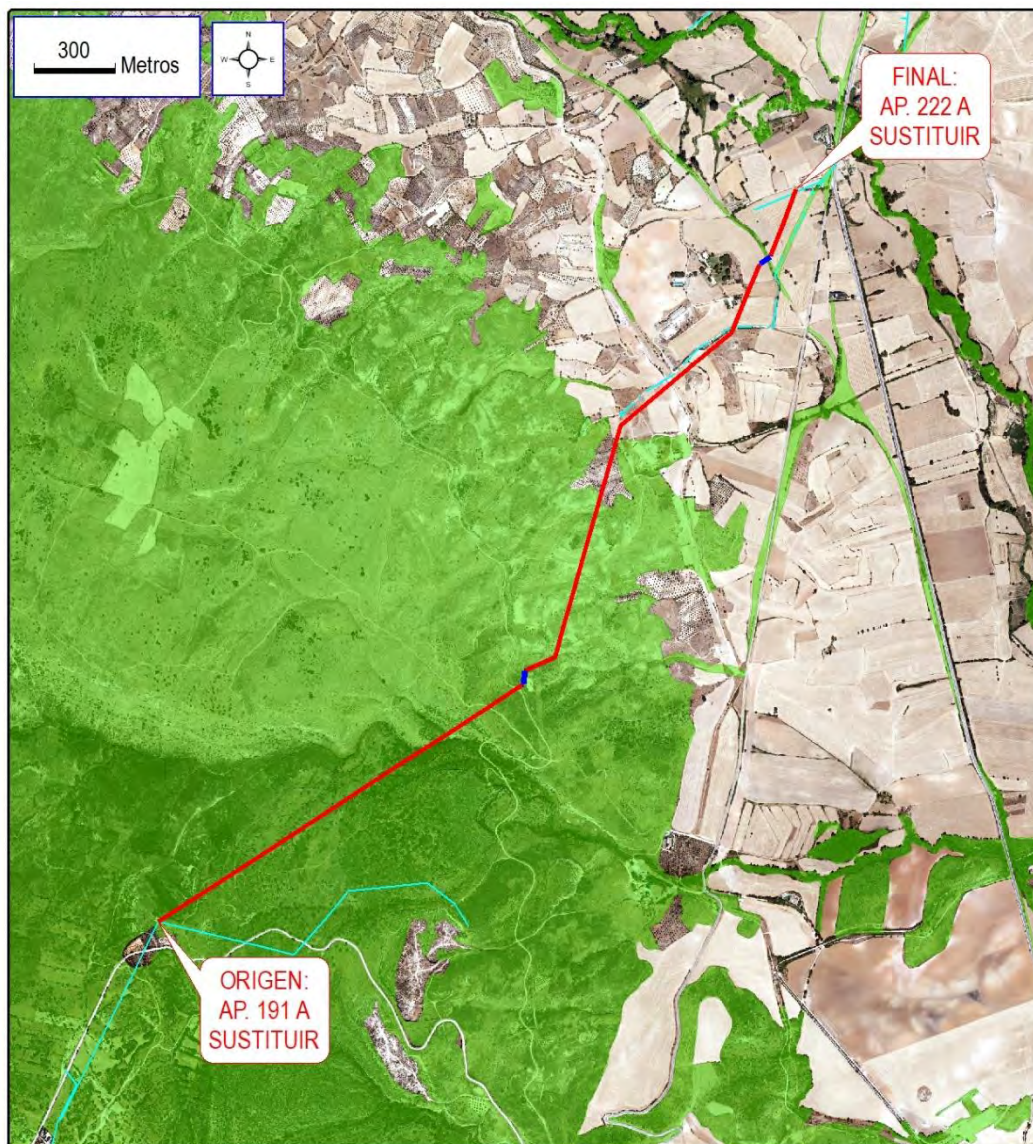 300
Metros
N
W
E
S
FINAL:
AP. 222 A
SUSTITUIR
ORIGEN:
AP. 191 A
SUSTITUIR